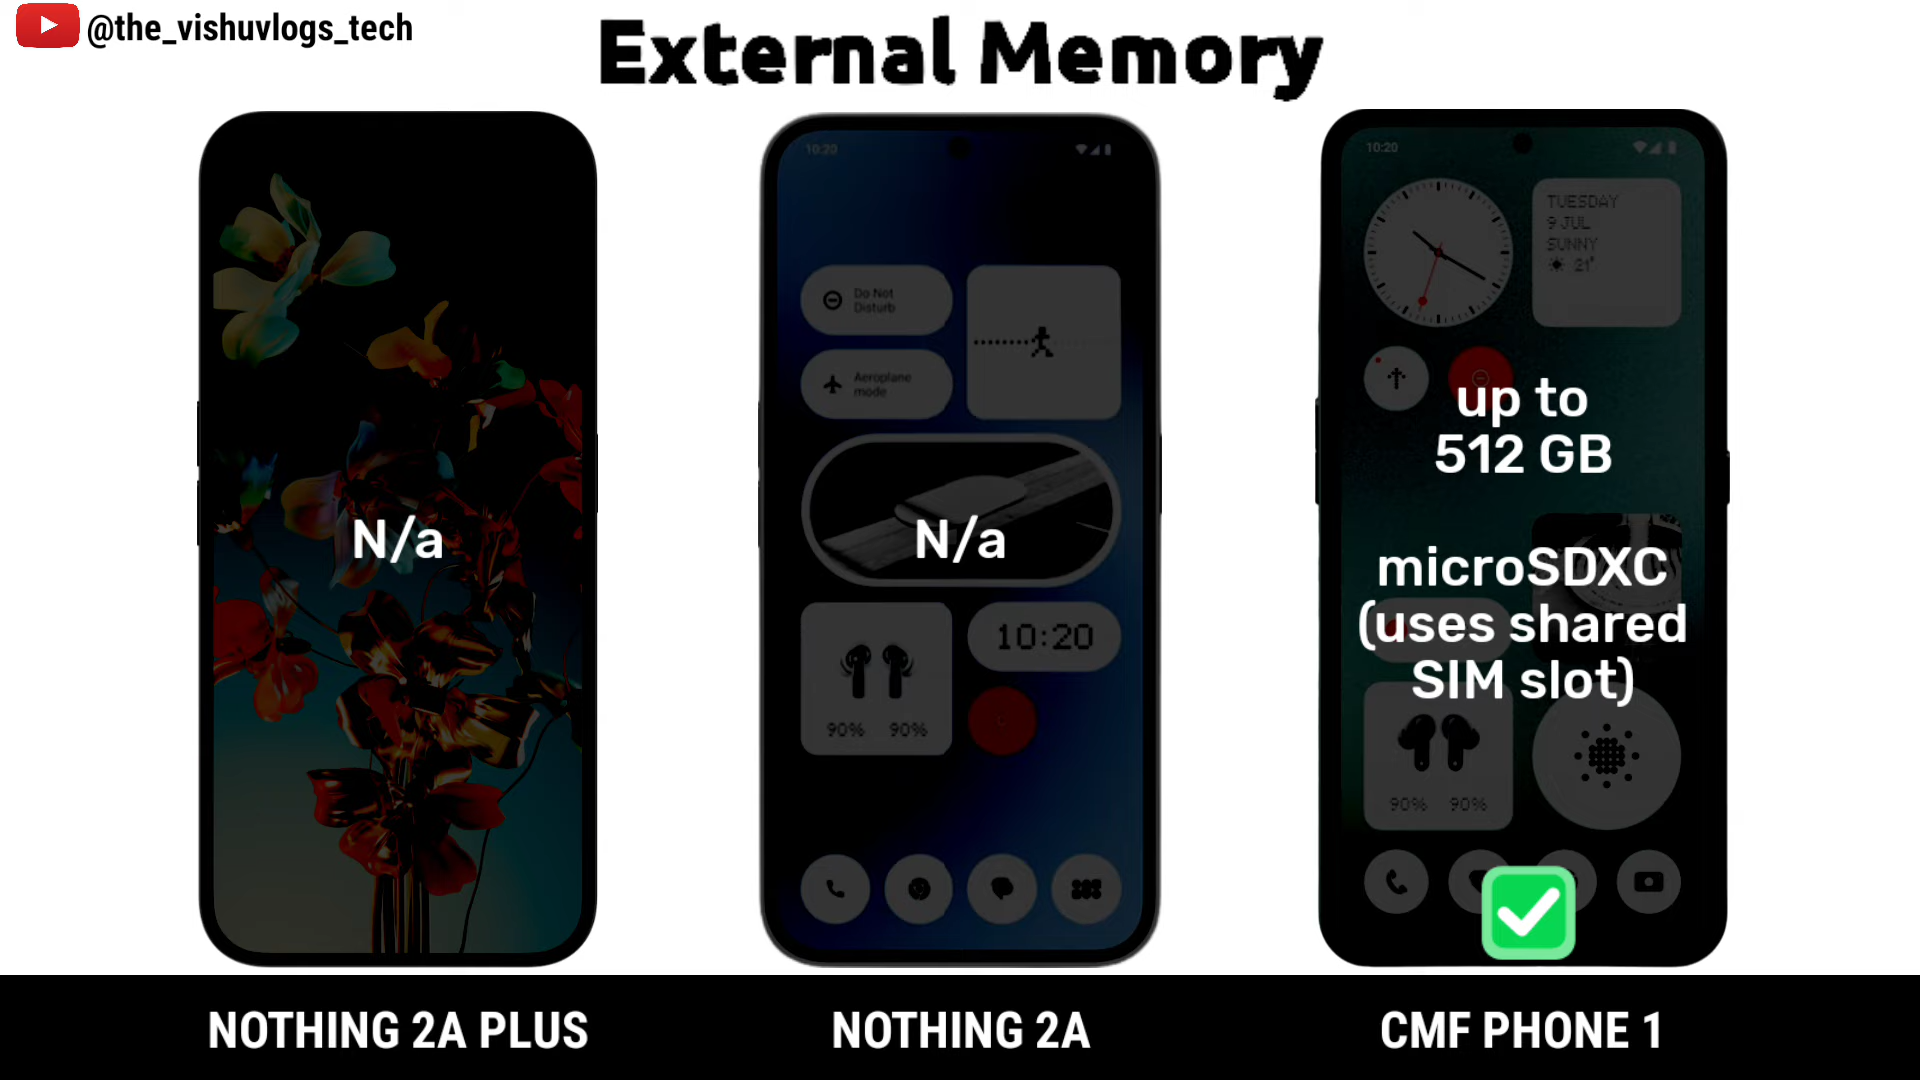 @the_vishuvlogs_tech
External Memory
10:20
Do Not
Disturb
Aeroplane
mode
N/a
N/a
10:20
90% 90%
10:20
TUESDAY
9 JUL
SUNNY
21°
up to
512 GB
microSDXC
(uses shared
SIM slot)
90% 90%
NOTHING 2A PLUS
NOTHING 2A
CMF PHONE 1